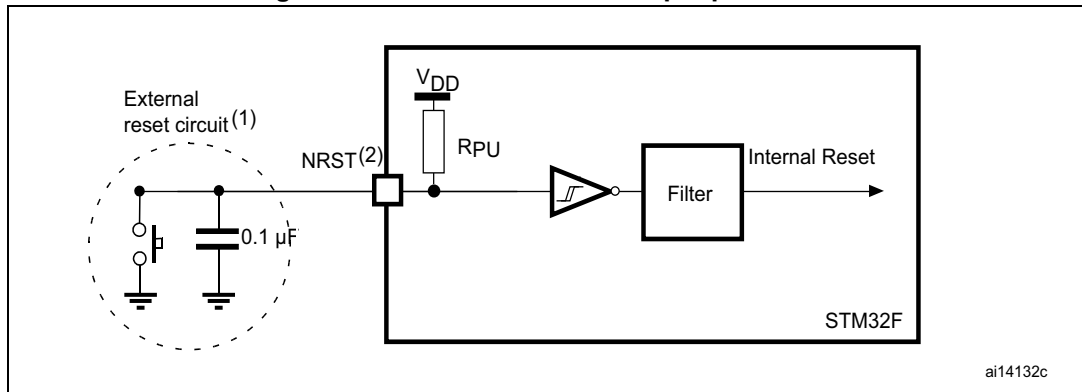 VDD
External
reset circuit(1)
RPU
NRST(2)
Internal Reset
Filter
0.1 µF
STM32F
ai14132c